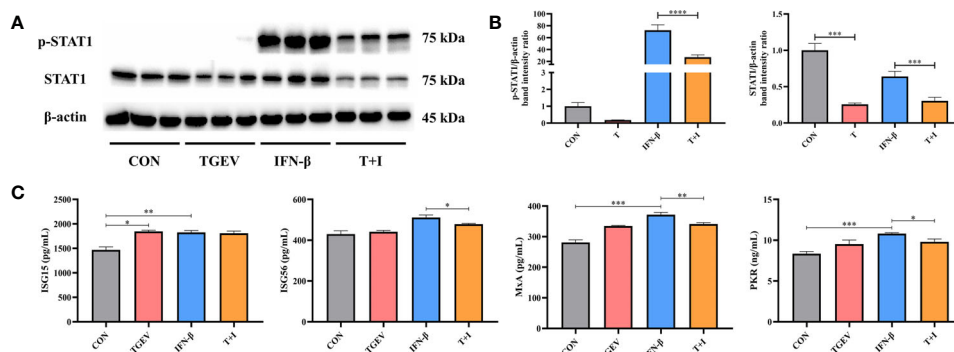 A
p-STAT1
75 kDa
STAT1
75 kDa
β-actin
45 kDa
CON TGEV IFN-β T+I
B
p-STAT1/β-actin
band intensity ratio
100
80
60
40
20
2
1
0
****
CON T IFN-β T+I
STAT1/β-actin
band intensity ratio
1.5
1.0
0.5
0.0
***
***
CON T IFN-β T+I
C
ISG15 (pg/mL)
2000
1500
1000
500
0
**
*
CON TGEV IFN-β T+I
ISG56 (pg/mL)
600
400
200
0
*
CON TGEV IFN-β T+I
MxA (pg/mL)
400
300
200
100
0
***
**
CON TGEV IFN-β T+I
PKR (ng/mL)
15
10
5
0
***
*
CON TGEV IFN-β T+I